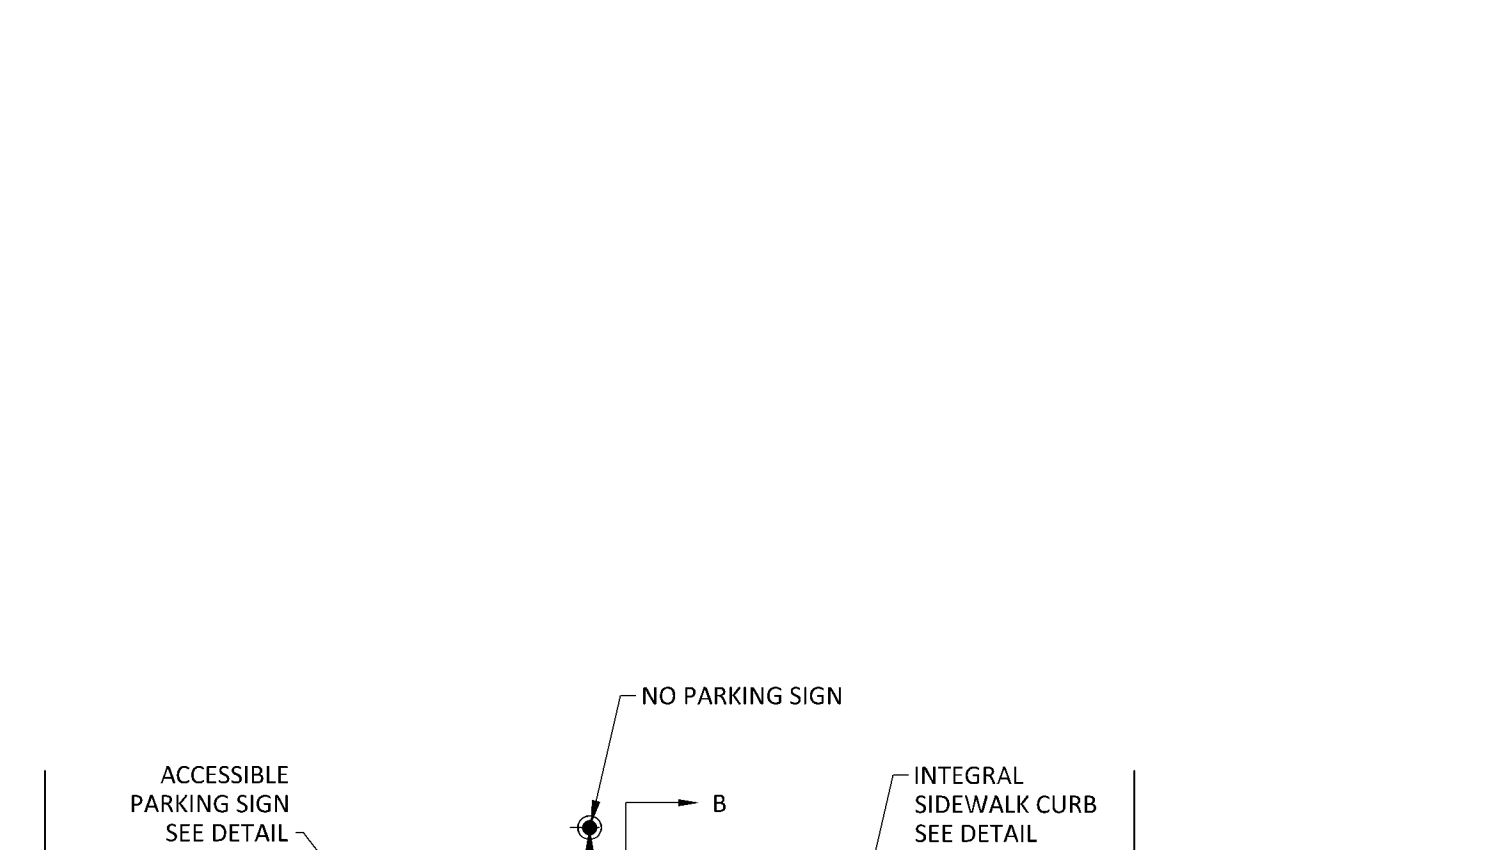 NO PARKING SIGN
ACCESSIBLE
PARKING SIGN
SEE DETAIL
B
INTEGRAL
SIDEWALK CURB
SEE DETAIL